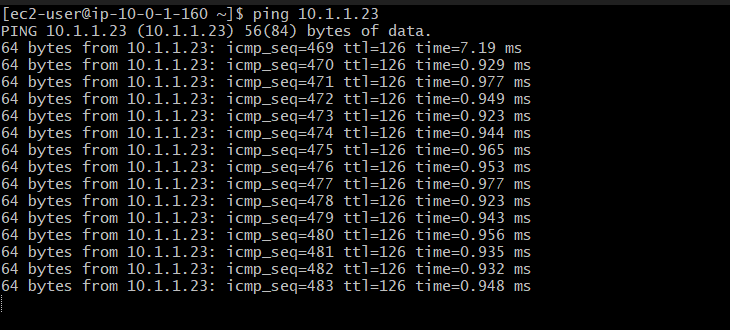 [ec2-user@ip-10-0-1-160 ~]$ ping 10.1.1.23
PING 10.1.1.23 (10.1.1.23) 56(84) bytes of data.
64 bytes from 10.1.1.23: icmp_seq=469 ttl=126 time=7.19 ms
64 bytes from 10.1.1.23: icmp_seq=470 ttl=126 time=0.929 ms
64 bytes from 10.1.1.23: icmp_seq=471 ttl=126 time=0.977 ms
64 bytes from 10.1.1.23: icmp_seq=472 ttl=126 time=0.949 ms
64 bytes from 10.1.1.23: icmp_seq=473 ttl=126 time=0.923 ms
64 bytes from 10.1.1.23: icmp_seq=474 ttl=126 time=0.944 ms
64 bytes from 10.1.1.23: icmp_seq=475 ttl=126 time=0.965 ms
64 bytes from 10.1.1.23: icmp_seq=476 ttl=126 time=0.953 ms
64 bytes from 10.1.1.23: icmp_seq=477 ttl=126 time=0.977 ms
64 bytes from 10.1.1.23: icmp_seq=478 ttl=126 time=0.923 ms
64 bytes from 10.1.1.23: icmp_seq=479 ttl=126 time=0.943 ms
64 bytes from 10.1.1.23: icmp_seq=480 ttl=126 time=0.956 ms
64 bytes from 10.1.1.23: icmp_seq=481 ttl=126 time=0.935 ms
64 bytes from 10.1.1.23: icmp_seq=482 ttl=126 time=0.932 ms
64 bytes from 10.1.1.23: icmp_seq=483 ttl=126 time=0.948 ms